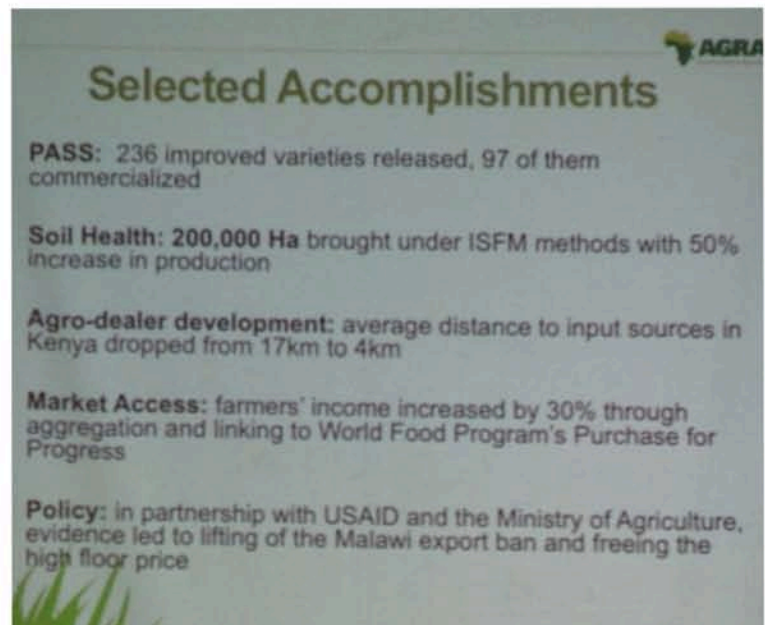 AGRA
Selected Accomplishments
PASS: 236 improved varieties released, 97 of them
commercialized
Soil Health: 200,000 Ha brought under ISFM methods with 50%
increase in production
Agro-dealer development: average distance to input sources in
Kenya dropped from 17km to 4km
Market Access: farmers' income increased by 30% through
aggregation and linking to World Food Program's Purchase for
Progress
Policy: in partnership with USAID and the Ministry of Agriculture,
evidence led to lifting of the Malawi export ban and freeing the
high floor price